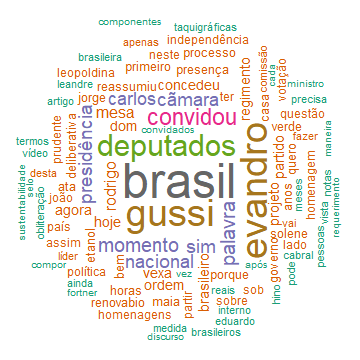 componentes
taquigráficas
apenas independência
brasileira neste processo
primeiro presença
leopoldina concedeu
leandre reassumiu
artigo jorge carlos câmara ter
mesa convidou
prudente deliberativa presidência dom
termos convidados
vídeo deputados
sustentabilidade seto desta
ata rodrigo brasil
obliteração joão
agora hoje gussi evandro
país etanol
assim momento sim palavra
líder nacional
compor política bem vexa vez brasileiro porque após
ainda horas ordem reais sob
fortner renovabio maia partir sobre hino
homenagens interno
medida eduardo
discurso brasileiros
regimento casa comissão cada ministro
votação
questão precisa
verde fazer
partido quero homenagem maneira
projeto anos meses notas requerimento
solene vista
lado pessoas
governo vai cabral
pode